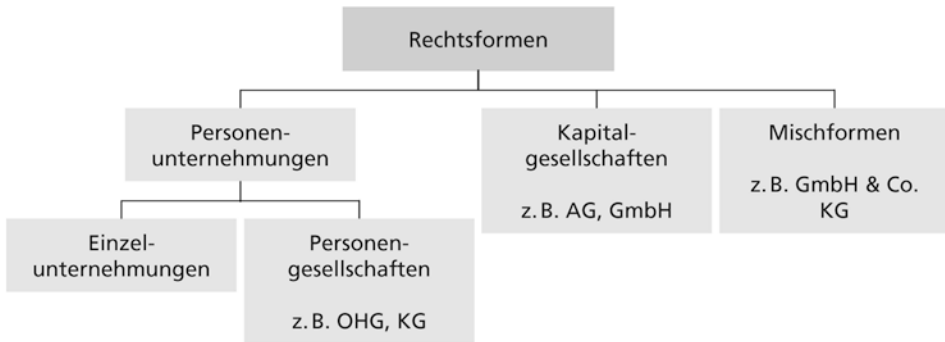 Rechtsformen
Personen-
unternehmungen
Kapital-
gesellschaften
z. B. AG, GmbH
Mischformen
z. B. GmbH & Co.
KG
Einzel-
unternehmungen
Personen-
gesellschaften
z. B. OHG, KG